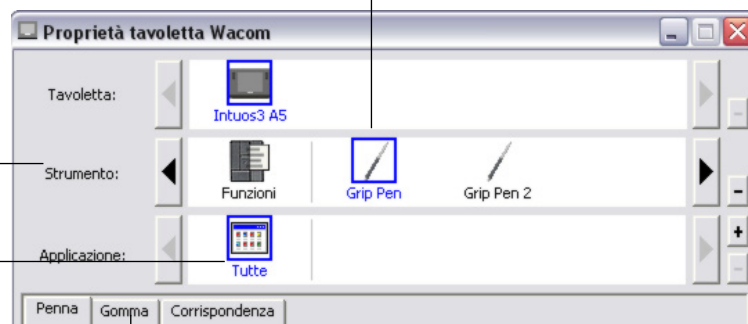 Proprietà tavoletta Wacom
Tavoletta:
Intuos3 A5
Strumento:
Funzioni
Grip Pen
Grip Pen 2
Applicazione:
Tutte
Penna
Gomma
Corrispondenza